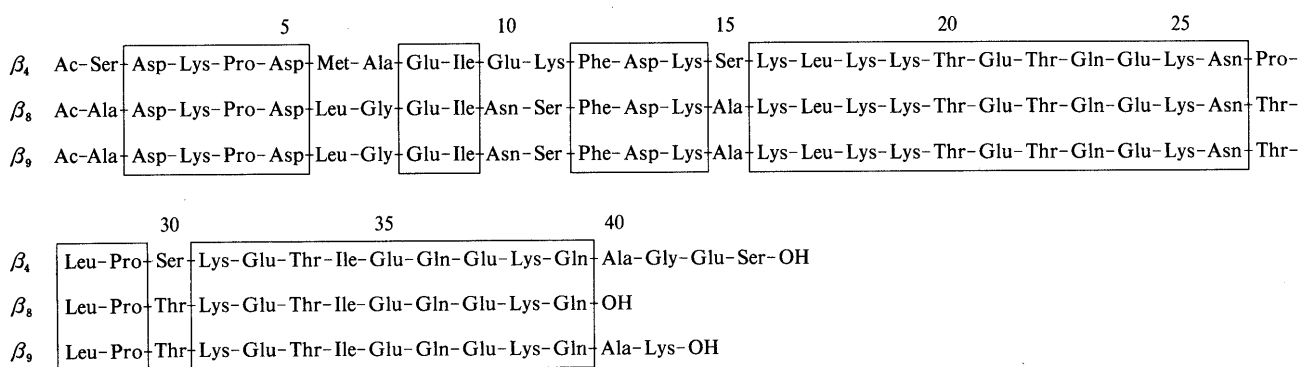 5 10 15 20 25
β₄ Ac–Ser–Asp–Lys–Pro–Asp–Met–Ala–Glu–Ile–Glu–Lys–Phe–Asp–Lys–Ser–Lys–Leu–Lys–Lys–Thr–Glu–Thr–Gln–Glu–Lys–Asn–Pro–
β₈ Ac–Ala–Asp–Lys–Pro–Asp–Leu–Gly–Glu–Ile–Asn–Ser–Phe–Asp–Lys–Ala–Lys–Leu–Lys–Lys–Thr–Glu–Thr–Gln–Glu–Lys–Asn–Thr–
β₉ Ac–Ala–Asp–Lys–Pro–Asp–Leu–Gly–Glu–Ile–Asn–Ser–Phe–Asp–Lys–Ala–Lys–Leu–Lys–Lys–Thr–Glu–Thr–Gln–Glu–Lys–Asn–Thr–
30 35 40
β₄ Leu–Pro–Ser–Lys–Glu–Thr–Ile–Glu–Gln–Glu–Lys–Gln–Ala–Gly–Glu–Ser–OH
β₈ Leu–Pro–Thr–Lys–Glu–Thr–Ile–Glu–Gln–Glu–Lys–Gln–OH
β₉ Leu–Pro–Thr–Lys–Glu–Thr–Ile–Glu–Gln–Glu–Lys–Gln–Ala–Lys–OH